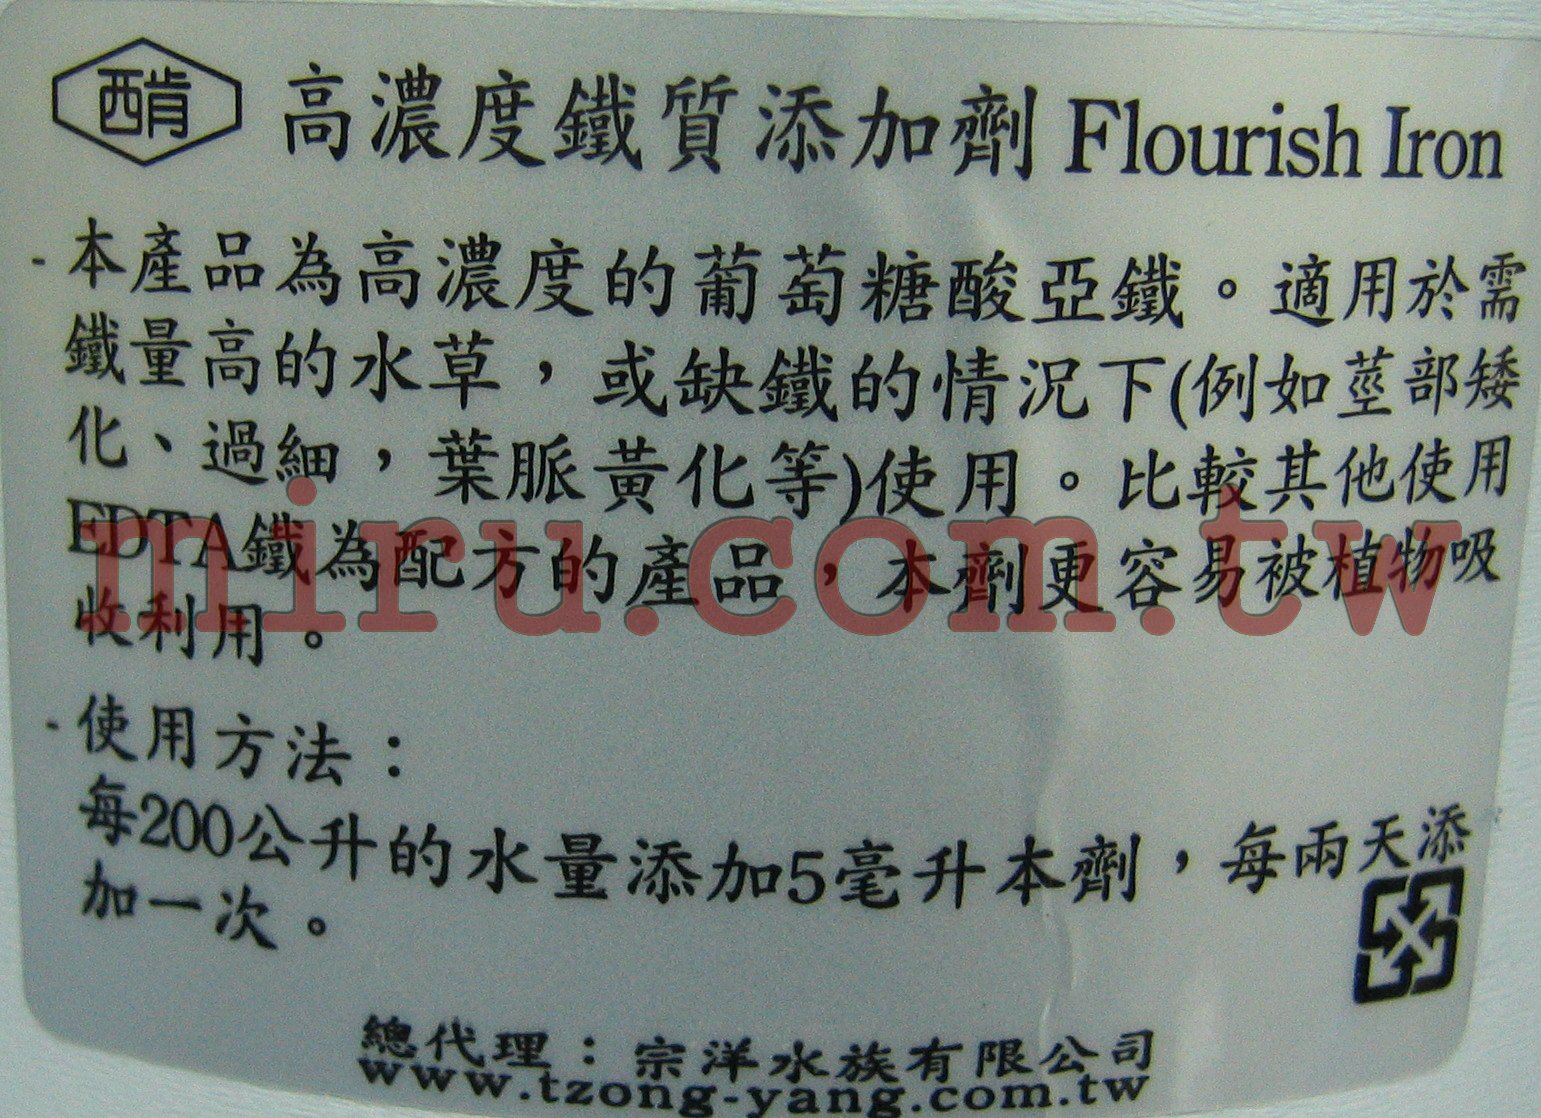 西肯 高濃度鐵質添加劑 Flourish Iron
- 本產品為高濃度的葡萄糖酸亞鐵。適用於需
鐵量高的水草，或缺鐵的情況下(例如莖部矮
化、過細，葉脈黃化等)使用。比較其他使用
EDTA鐵為配方的產品，本劑更容易被植物吸
收利用。
miru.com.tw
- 使用方法：
每200公升的水量添加5毫升本劑，每兩天添
加一次。
總代理：宗洋水族有限公司
www.tzong-yang.com.tw